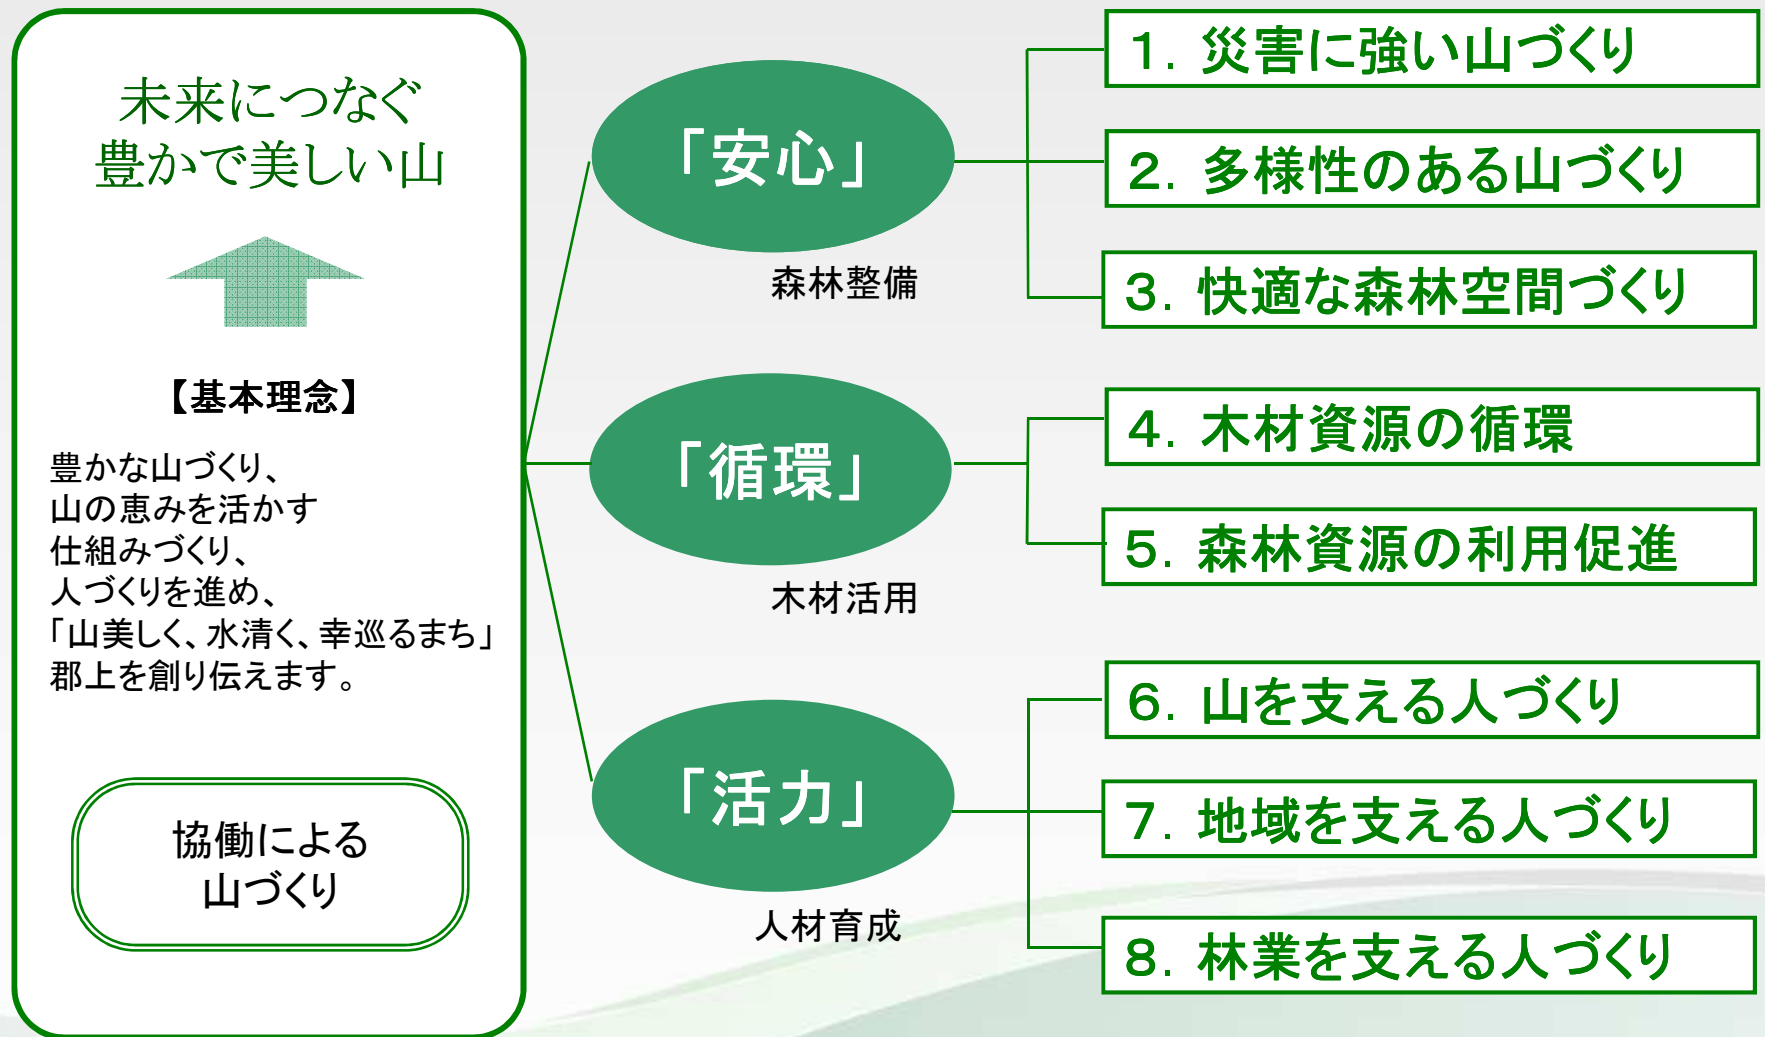 未来につなぐ
豊かで美しい山
【基本理念】
豊かな山づくり、
山の恵みを活かす
仕組みづくり、
人づくりを進め、
「山美しく、水清く、幸巡るまち」
郡上を創り伝えます。
協働による
山づくり
「安心」
森林整備
1. 災害に強い山づくり
2. 多様性のある山づくり
3. 快適な森林空間づくり
「循環」
木材活用
4. 木材資源の循環
5. 森林資源の利用促進
「活力」
人材育成
6. 山を支える人づくり
7. 地域を支える人づくり
8. 林業を支える人づくり